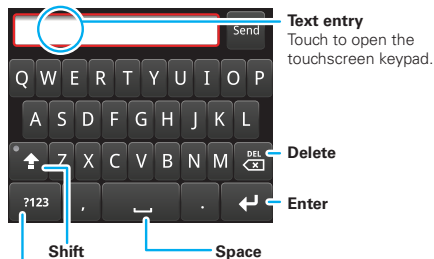 Send
Text entry
Touch to open the
touchscreen keypad.
Q W E R T Y U I O P
A S D F G H J K L
Z X C V B N M DEL
Delete
?123 , .
Enter
Shift
Space